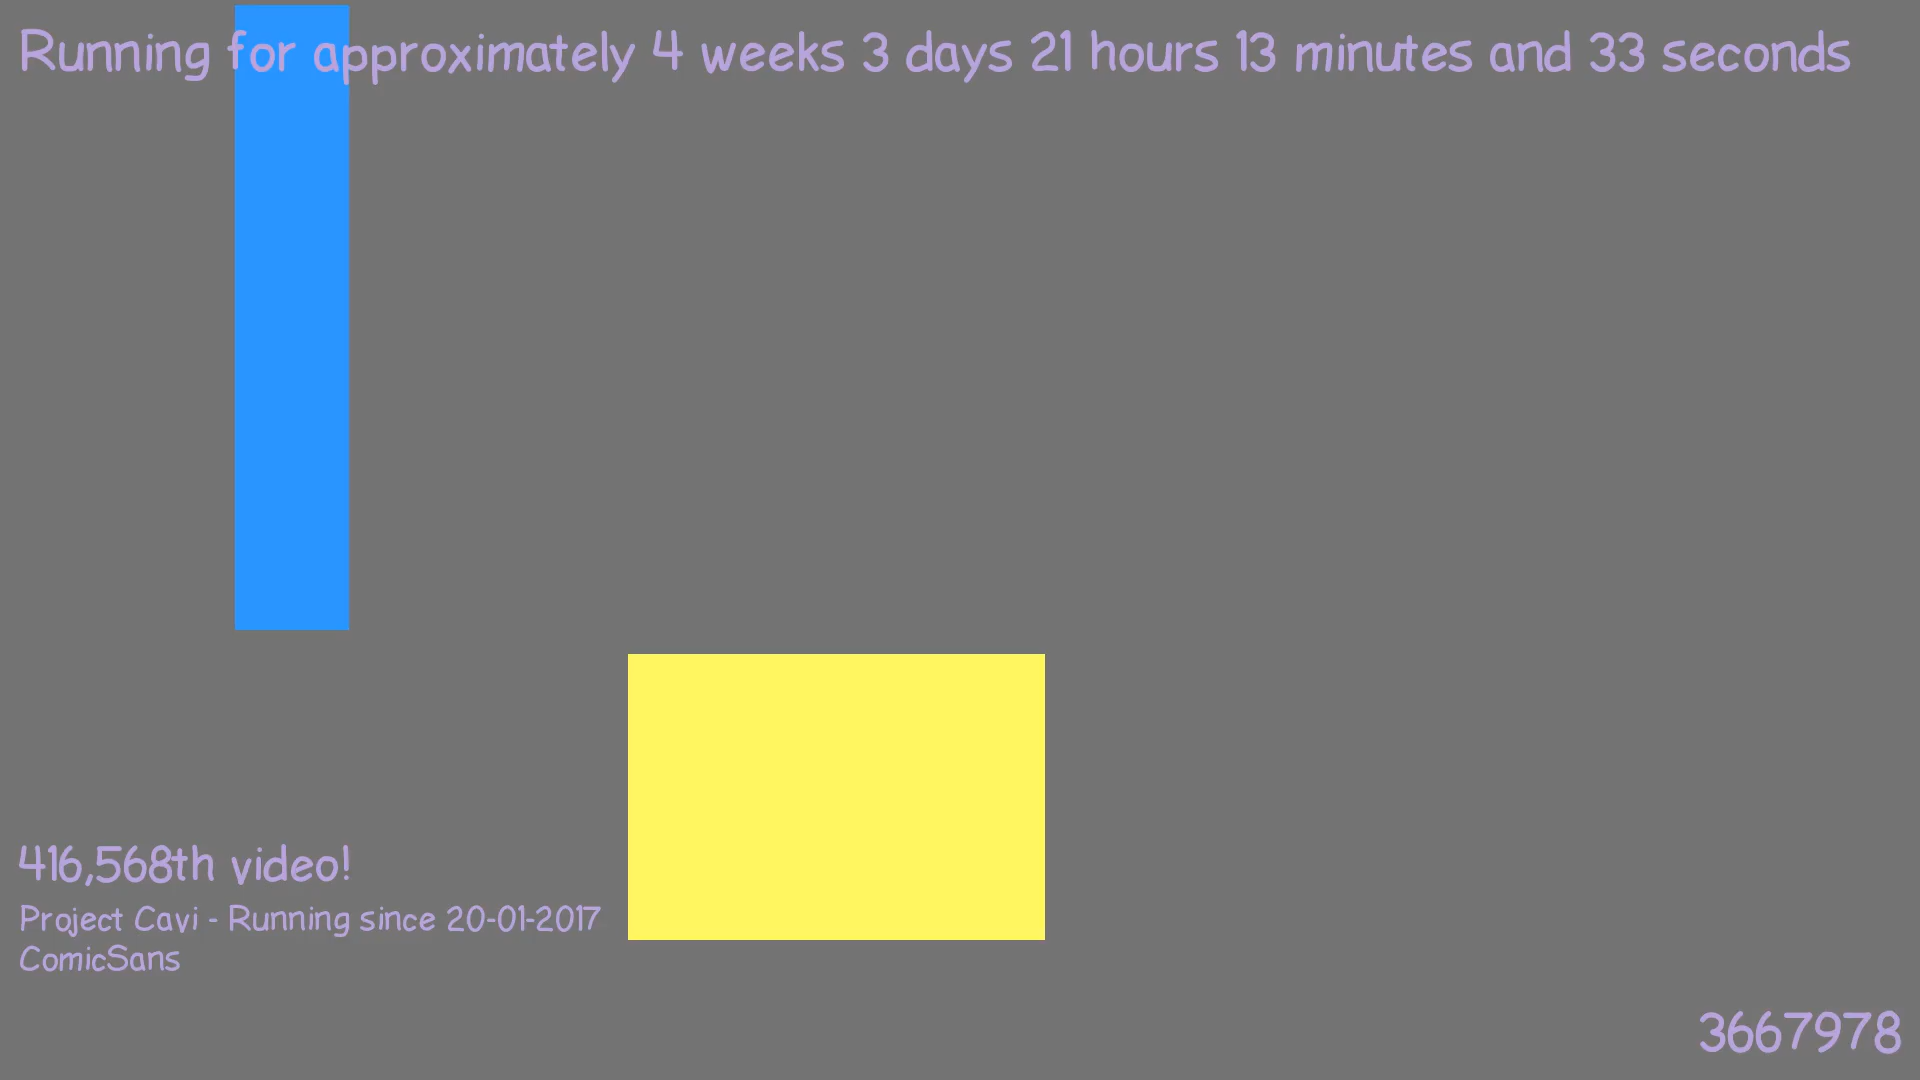 Running for approximately 4 weeks 3 days 21 hours 13 minutes and 33 seconds
416,568th video!
Project Cavi - Running since 20-01-2017
ComicSans
3667978